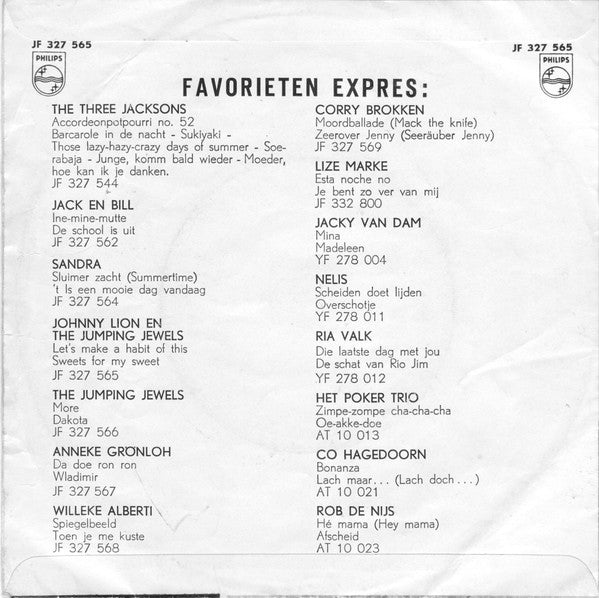 JF 327 565
PHILIPS
JF 327 565
PHILIPS
FAVORIETEN EXPRES:
THE THREE JACKSONS
Accordeonpotpourri no. 52
Barcarole in de nacht - Sukiyaki -
Those lazy-hazy-crazy days of summer - Soe-
rabaja - Junge, komm bald wieder - Moeder,
hoe kan ik je danken.
JF 327 544
JACK EN BILL
Ine-mine-mutte
De school is uit
JF 327 562
SANDRA
Sluimer zacht (Summertime)
't Is een mooie dag vandaag
JF 327 564
JOHNNY LION EN
THE JUMPING JEWELS
Let's make a habit of this
Sweets for my sweet
JF 327 565
THE JUMPING JEWELS
More
Dakota
JF 327 566
ANNEKE GRÖNLOH
Da doe ron ron
Wladimir
JF 327 567
WILLEKE ALBERTI
Spiegelbeeld
Toen je me kuste
JF 327 568
CORRY BROKKEN
Moordballade (Mack the knife)
Zeerover Jenny (Seeräuber Jenny)
JF 327 569
LIZE MARKE
Esta noche no
Je bent zo ver van mij
JF 332 800
JACKY VAN DAM
Mina
Madeleen
YF 278 004
NELIS
Scheiden doet lijden
Overschotje
YF 278 011
RIA VALK
Die laatste dag met jou
De schat van Rio Jim
YF 278 012
HET POKER TRIO
Zimpe-zompe cha-cha-cha
Oe-akke-doe
AT 10 013
CO HAGEDOORN
Bonanza
Lach maar... (Lach doch...)
AT 10 021
ROB DE NIJS
Hé mama (Hey mama)
Afscheid
AT 10 023